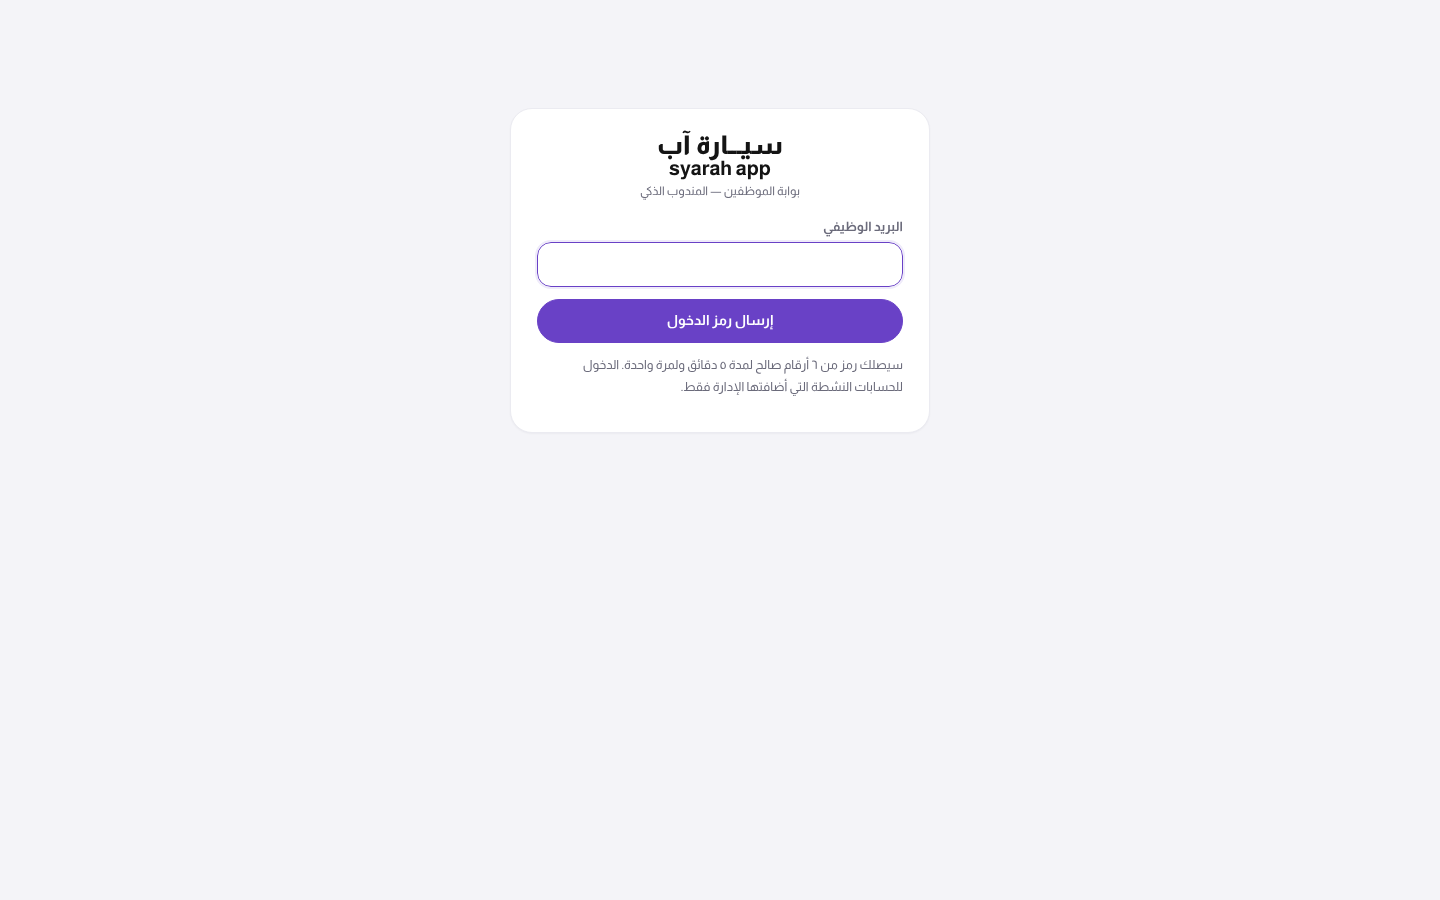 سيـارة آب
syarah app
بوابة الموظفين — المندوب الذكي
البريد الوظيفي
إرسال رمز الدخول
سيصلك رمز من ٦ أرقام صالح لمدة ٥ دقائق ولمرة واحدة. الدخول
للحسابات النشطة التي أضافتها الإدارة فقط.